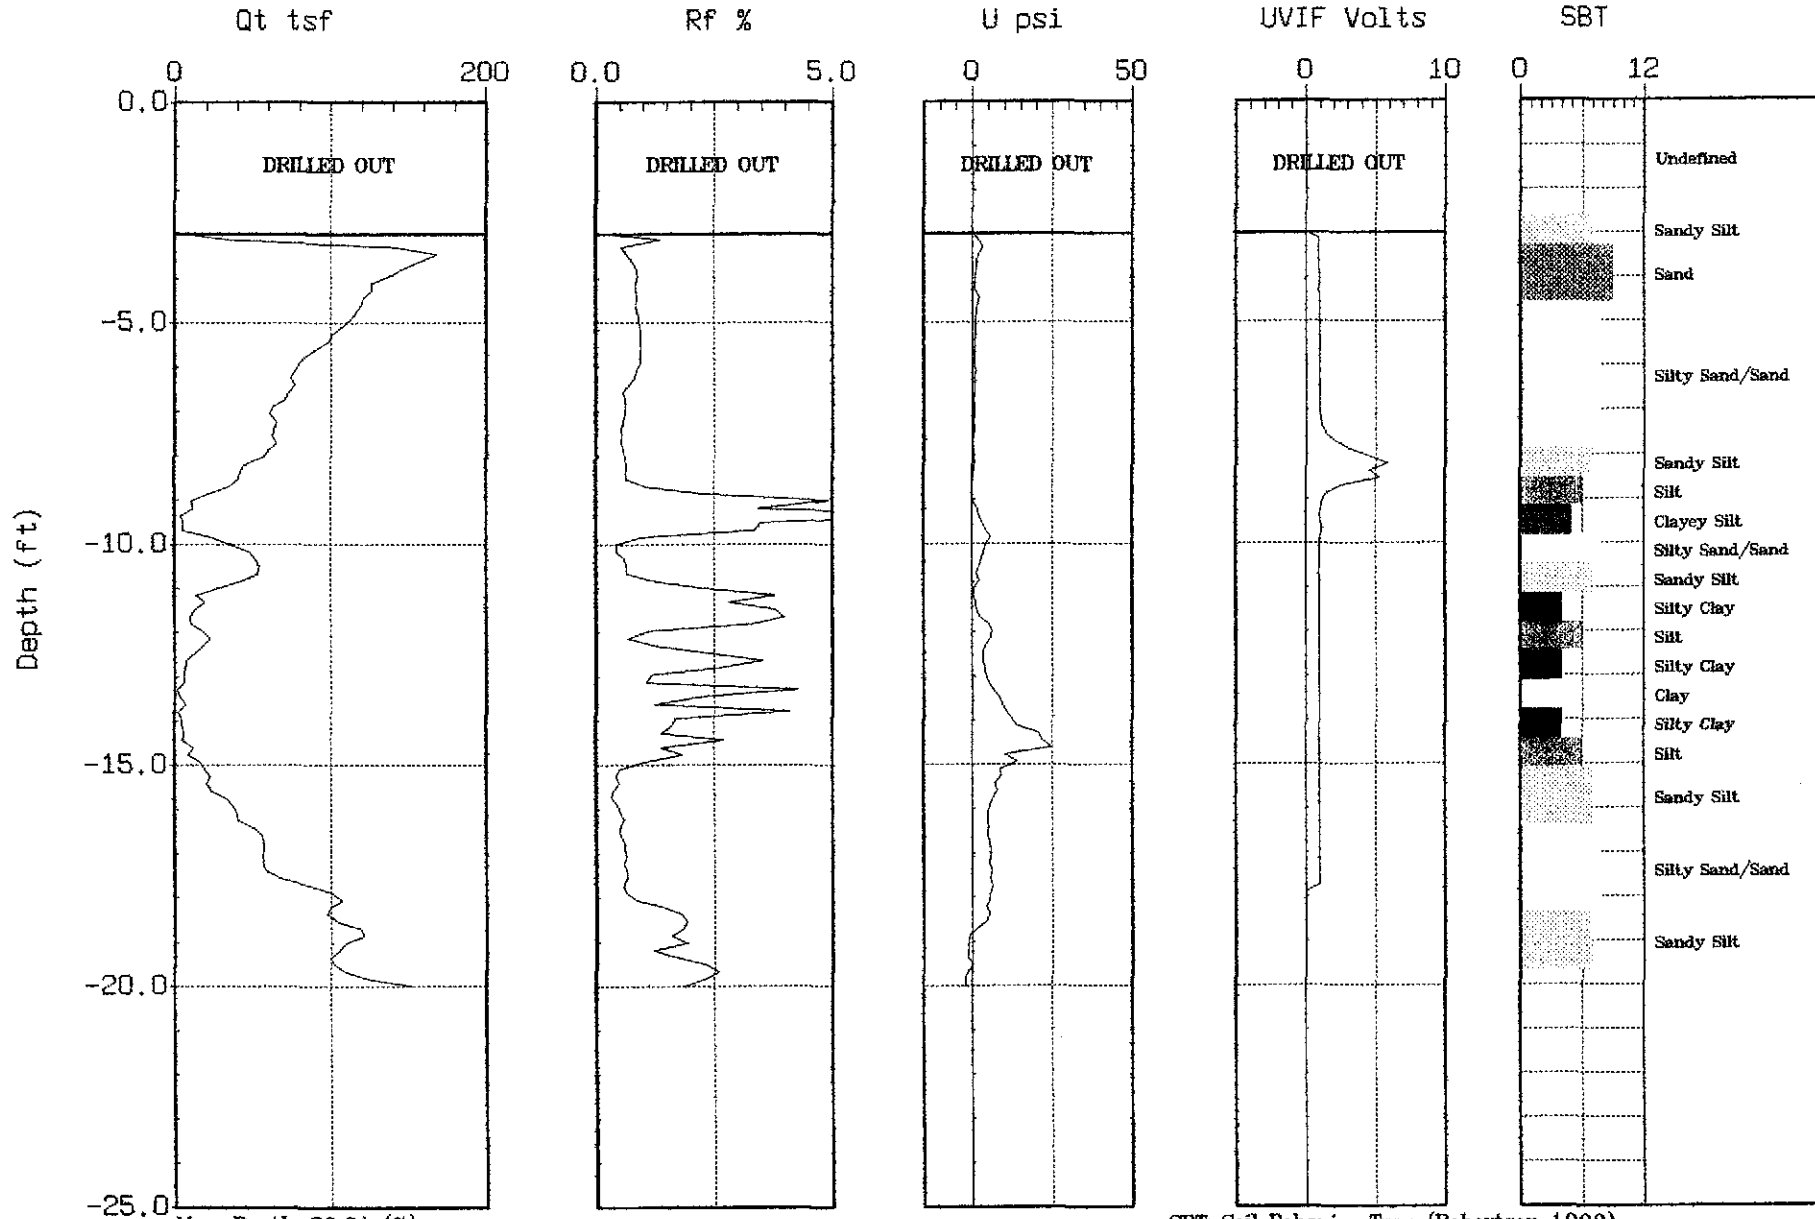 Qt tsf Rf % U psi UVIF Volts SBT
0 200 0.0 5.0 0 50 0 10 0 12
0.0
DRILLED OUT DRILLED OUT DRILLED OUT DRILLED OUT
Undefined
Sandy Silt
Sand
-5.0
Silty Sand/Sand
Sandy Silt
Silt
Clayey Silt
-10.0
Silty Sand/Sand
Sandy Silt
Silty Clay
Silt
Silty Clay
Clay
Silty Clay
Silt
-15.0
Sandy Silt
Silty Sand/Sand
Sandy Silt
-20.0
-25.0
Depth (ft)